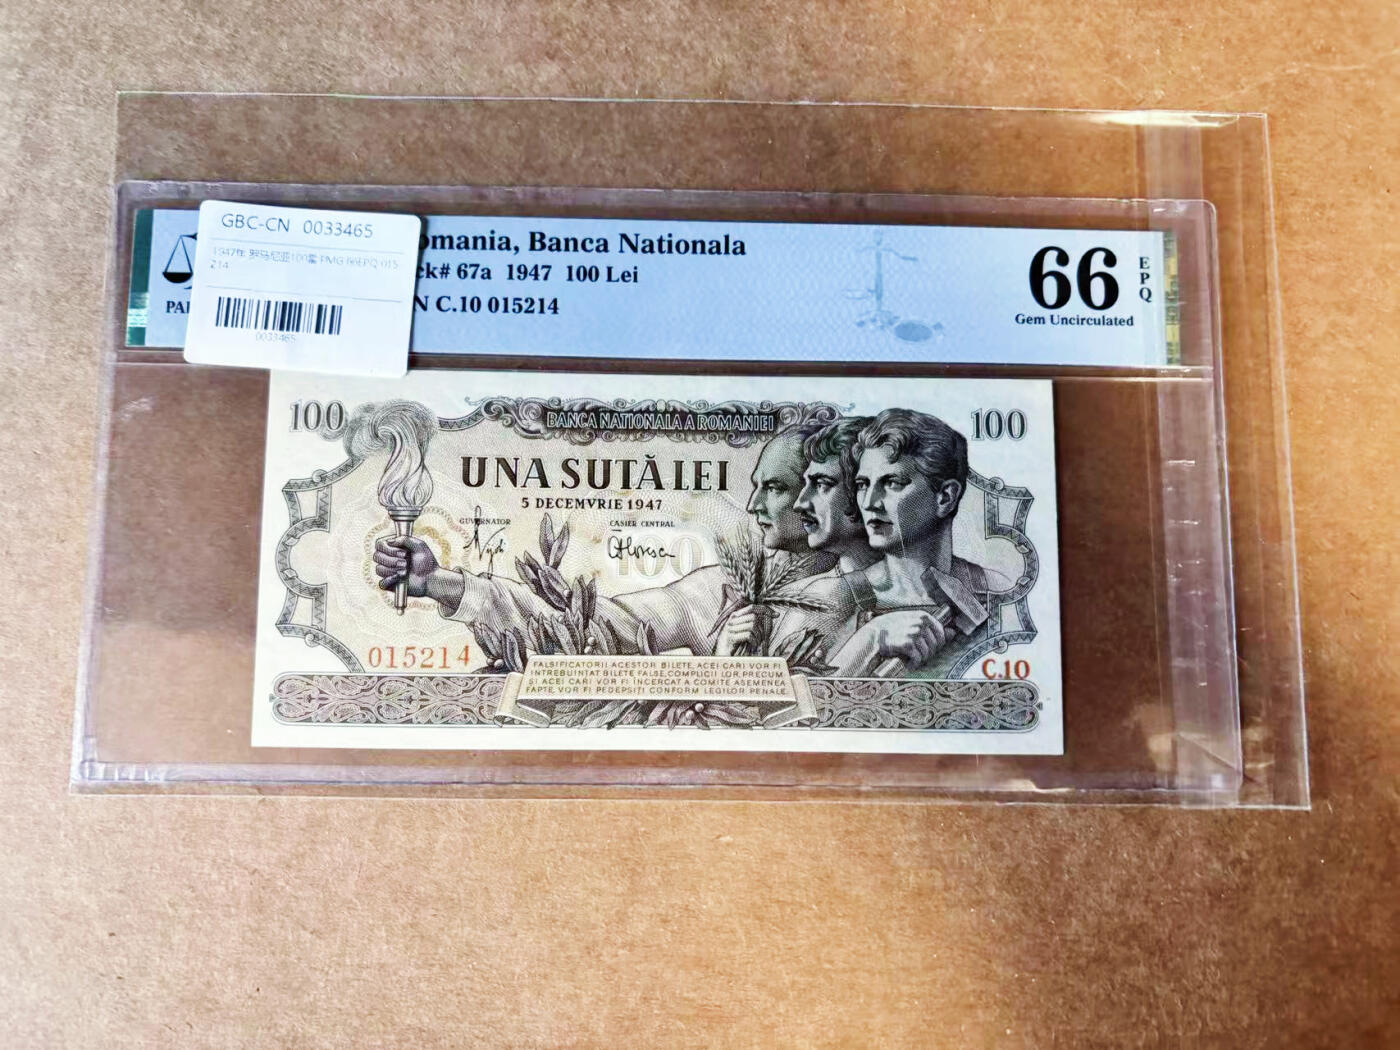 GBC-CN 0033465
1947年 罗马尼亚100雷 PMG 66EPQ 015
214
0033465
omania, Banca Nationala
ck# 67a 1947 100 Lei
N C.10 015214
66
EPQ
Gem Uncirculated
100
BANCA NATIONALA A ROMANIEI
100
UNA SUTĂ LEI
5 DECEMVRIE 1947
GUVERNATOR
CASIER CENTRAL
100
015214
C.10
FALSIFICATORII ACESTOR BILETE, ACEI CARI VOR FI
INTREBUINTAT BILETE FALSE, COMPLICII LOR, PRECUM
SI ACEI CARI VOR FI INCERCAT A COMITE ASEMENEA
FAPTE, VOR FI PEDEPSITI CONFORM LEGILOR PENALE.